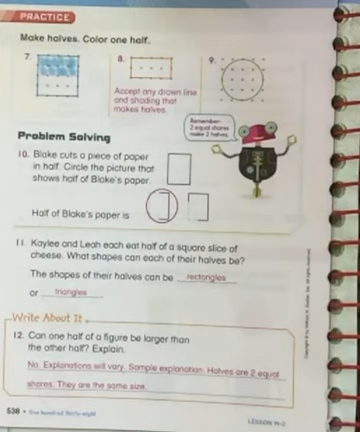 PRACTICE
Make halves. Color one half.
7.
8.
9.
Accept any drawn line
and shading that
makes halves.
Remember:
2 equal shares
make 2 halves.
Problem Solving
10. Blake cuts a piece of paper
in half. Circle the picture that
shows half of Blake's paper.
Half of Blake's paper is
11. Kaylee and Leah each eat half of a square slice of
cheese. What shapes can each of their halves be?
The shapes of their halves can be rectangles
or triangles
Write About It
12. Can one half of a figure be larger than
the other half? Explain.
No. Explanations will vary. Sample explanation: Halves are 2 equal
shares. They are the same size.
538 • five hundred thirty-eight
LESSON